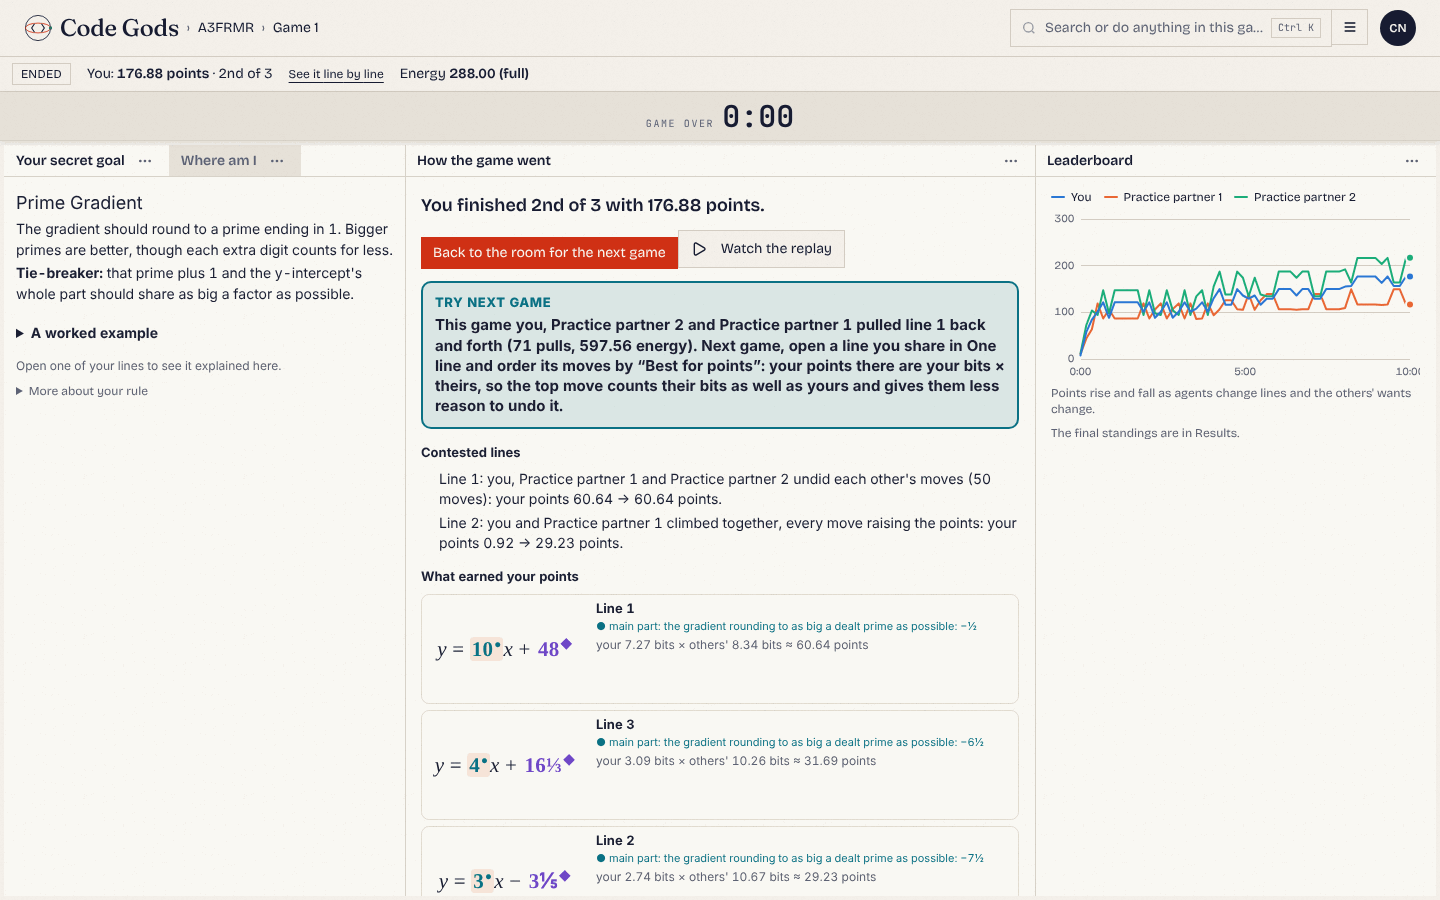 Code Gods › A3FRMR › Game 1
Search or do anything in this ga... Ctrl K
CN
ENDED You: 176.88 points · 2nd of 3 See it line by line Energy 288.00 (full)
GAME OVER 0:00
Your secret goal ··· Where am I ···
Prime Gradient
The gradient should round to a prime ending in 1. Bigger
primes are better, though each extra digit counts for less.
Tie-breaker: that prime plus 1 and the y-intercept's
whole part should share as big a factor as possible.
A worked example
Open one of your lines to see it explained here.
More about your rule
How the game went ···
You finished 2nd of 3 with 176.88 points.
Back to the room for the next game
Watch the replay
TRY NEXT GAME
This game you, Practice partner 2 and Practice partner 1 pulled line 1 back
and forth (71 pulls, 597.56 energy). Next game, open a line you share in One
line and order its moves by “Best for points”: your points there are your bits ×
theirs, so the top move counts their bits as well as yours and gives them less
reason to undo it.
Contested lines
Line 1: you, Practice partner 1 and Practice partner 2 undid each other's moves (50
moves): your points 60.64 → 60.64 points.
Line 2: you and Practice partner 1 climbed together, every move raising the points: your
points 0.92 → 29.23 points.
What earned your points
y = 10x + 48
Line 1
main part: the gradient rounding to as big a dealt prime as possible: −½
your 7.27 bits × others' 8.34 bits ≈ 60.64 points
y = 4x + 16⅓
Line 3
main part: the gradient rounding to as big a dealt prime as possible: −6½
your 3.09 bits × others' 10.26 bits ≈ 31.69 points
y = 3x − 3⅕
Line 2
main part: the gradient rounding to as big a dealt prime as possible: −7½
your 2.74 bits × others' 10.67 bits ≈ 29.23 points
Leaderboard ···
You Practice partner 1 Practice partner 2
300
200
100
0
0:00 5:00 10:0
Points rise and fall as agents change lines and the others' wants
change.
The final standings are in Results.